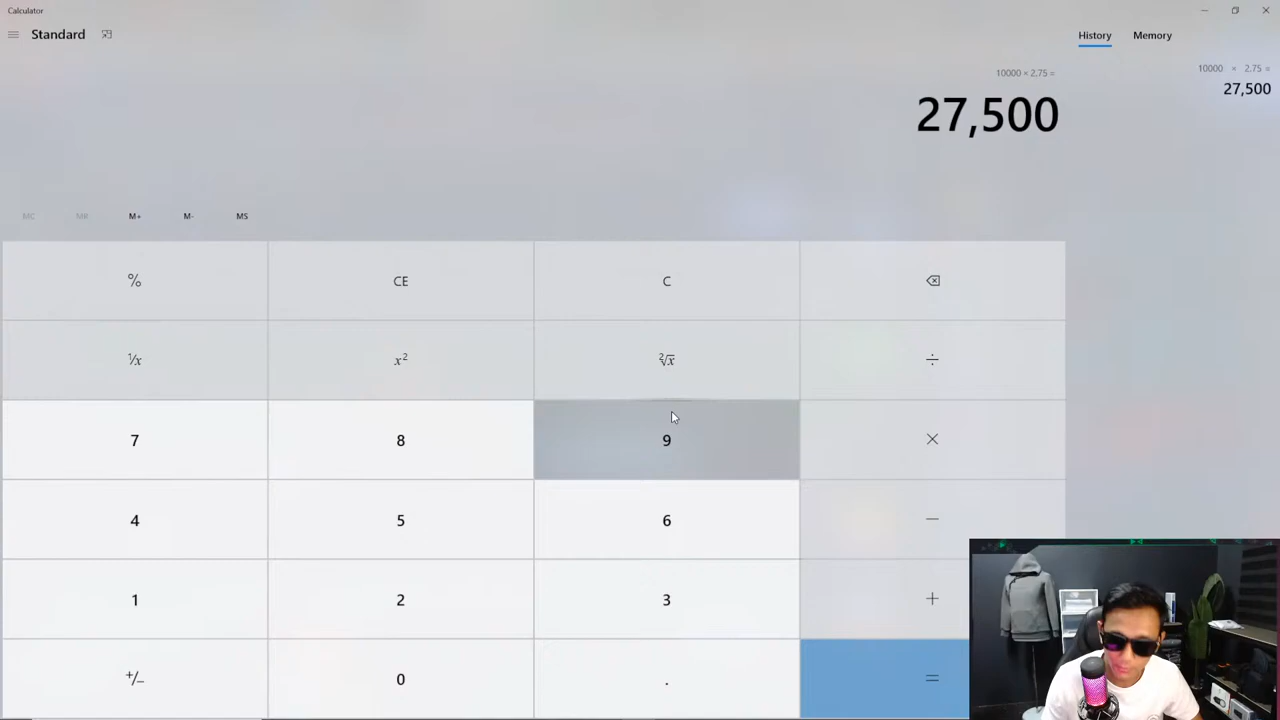 Calculator
Standard
History Memory
10000 × 2.75 =
27,500
10000 × 2.75 =
27,500
MC MR M+ M- MS
% CE C
1/x x² ²√x ÷
7 8 9 ×
4 5 6 −
1 2 3 +
+/− 0 . =